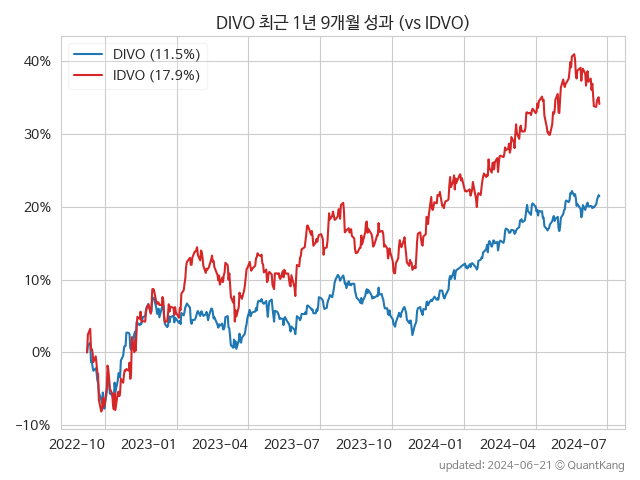 DIVO 최근 1년 9개월 성과 (vs IDVO)
DIVO (11.5%)
IDVO (17.9%)
40%
30%
20%
10%
0%
−10%
2022-10 2023-01 2023-04 2023-07 2023-10 2024-01 2024-04 2024-07
updated: 2024-06-21 © QuantKang